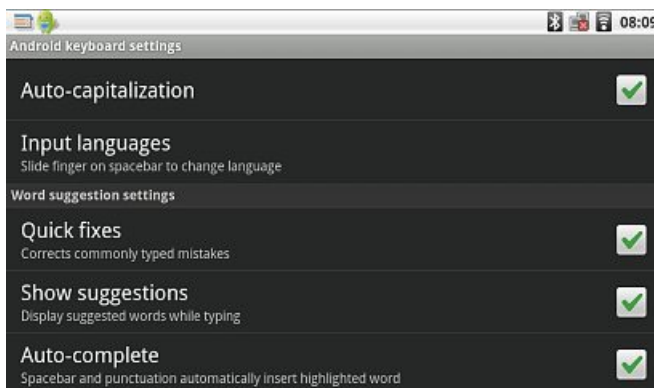 08:09
Android keyboard settings
Auto-capitalization
Input languages
Slide finger on spacebar to change language
Word suggestion settings
Quick fixes
Corrects commonly typed mistakes
Show suggestions
Display suggested words while typing
Auto-complete
Spacebar and punctuation automatically insert highlighted word